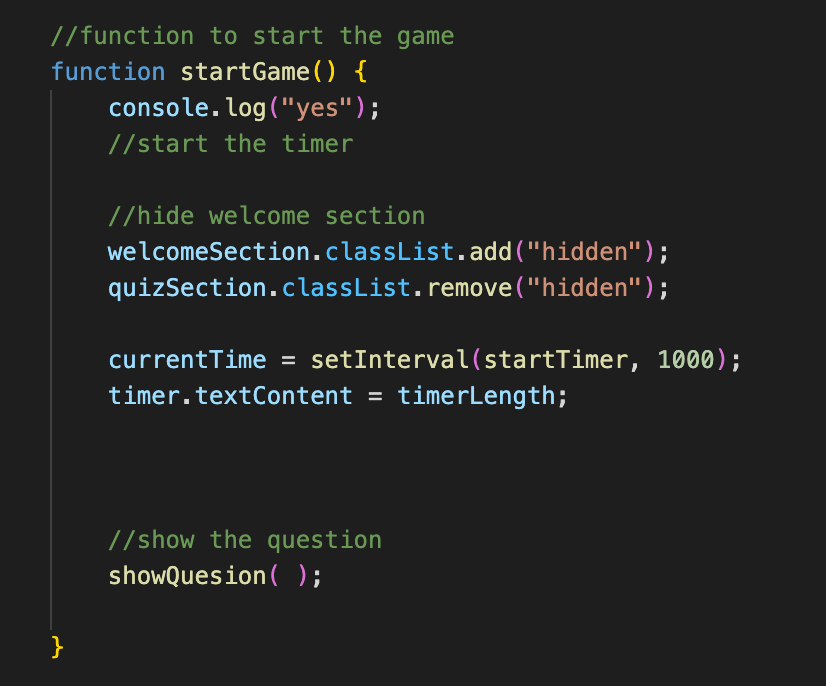 //function to start the game
function startGame() {
console.log("yes");
//start the timer
//hide welcome section
welcomeSection.classList.add("hidden");
quizSection.classList.remove("hidden");
currentTime = setInterval(startTimer, 1000);
timer.textContent = timerLength;
//show the question
showQuesion( );
}